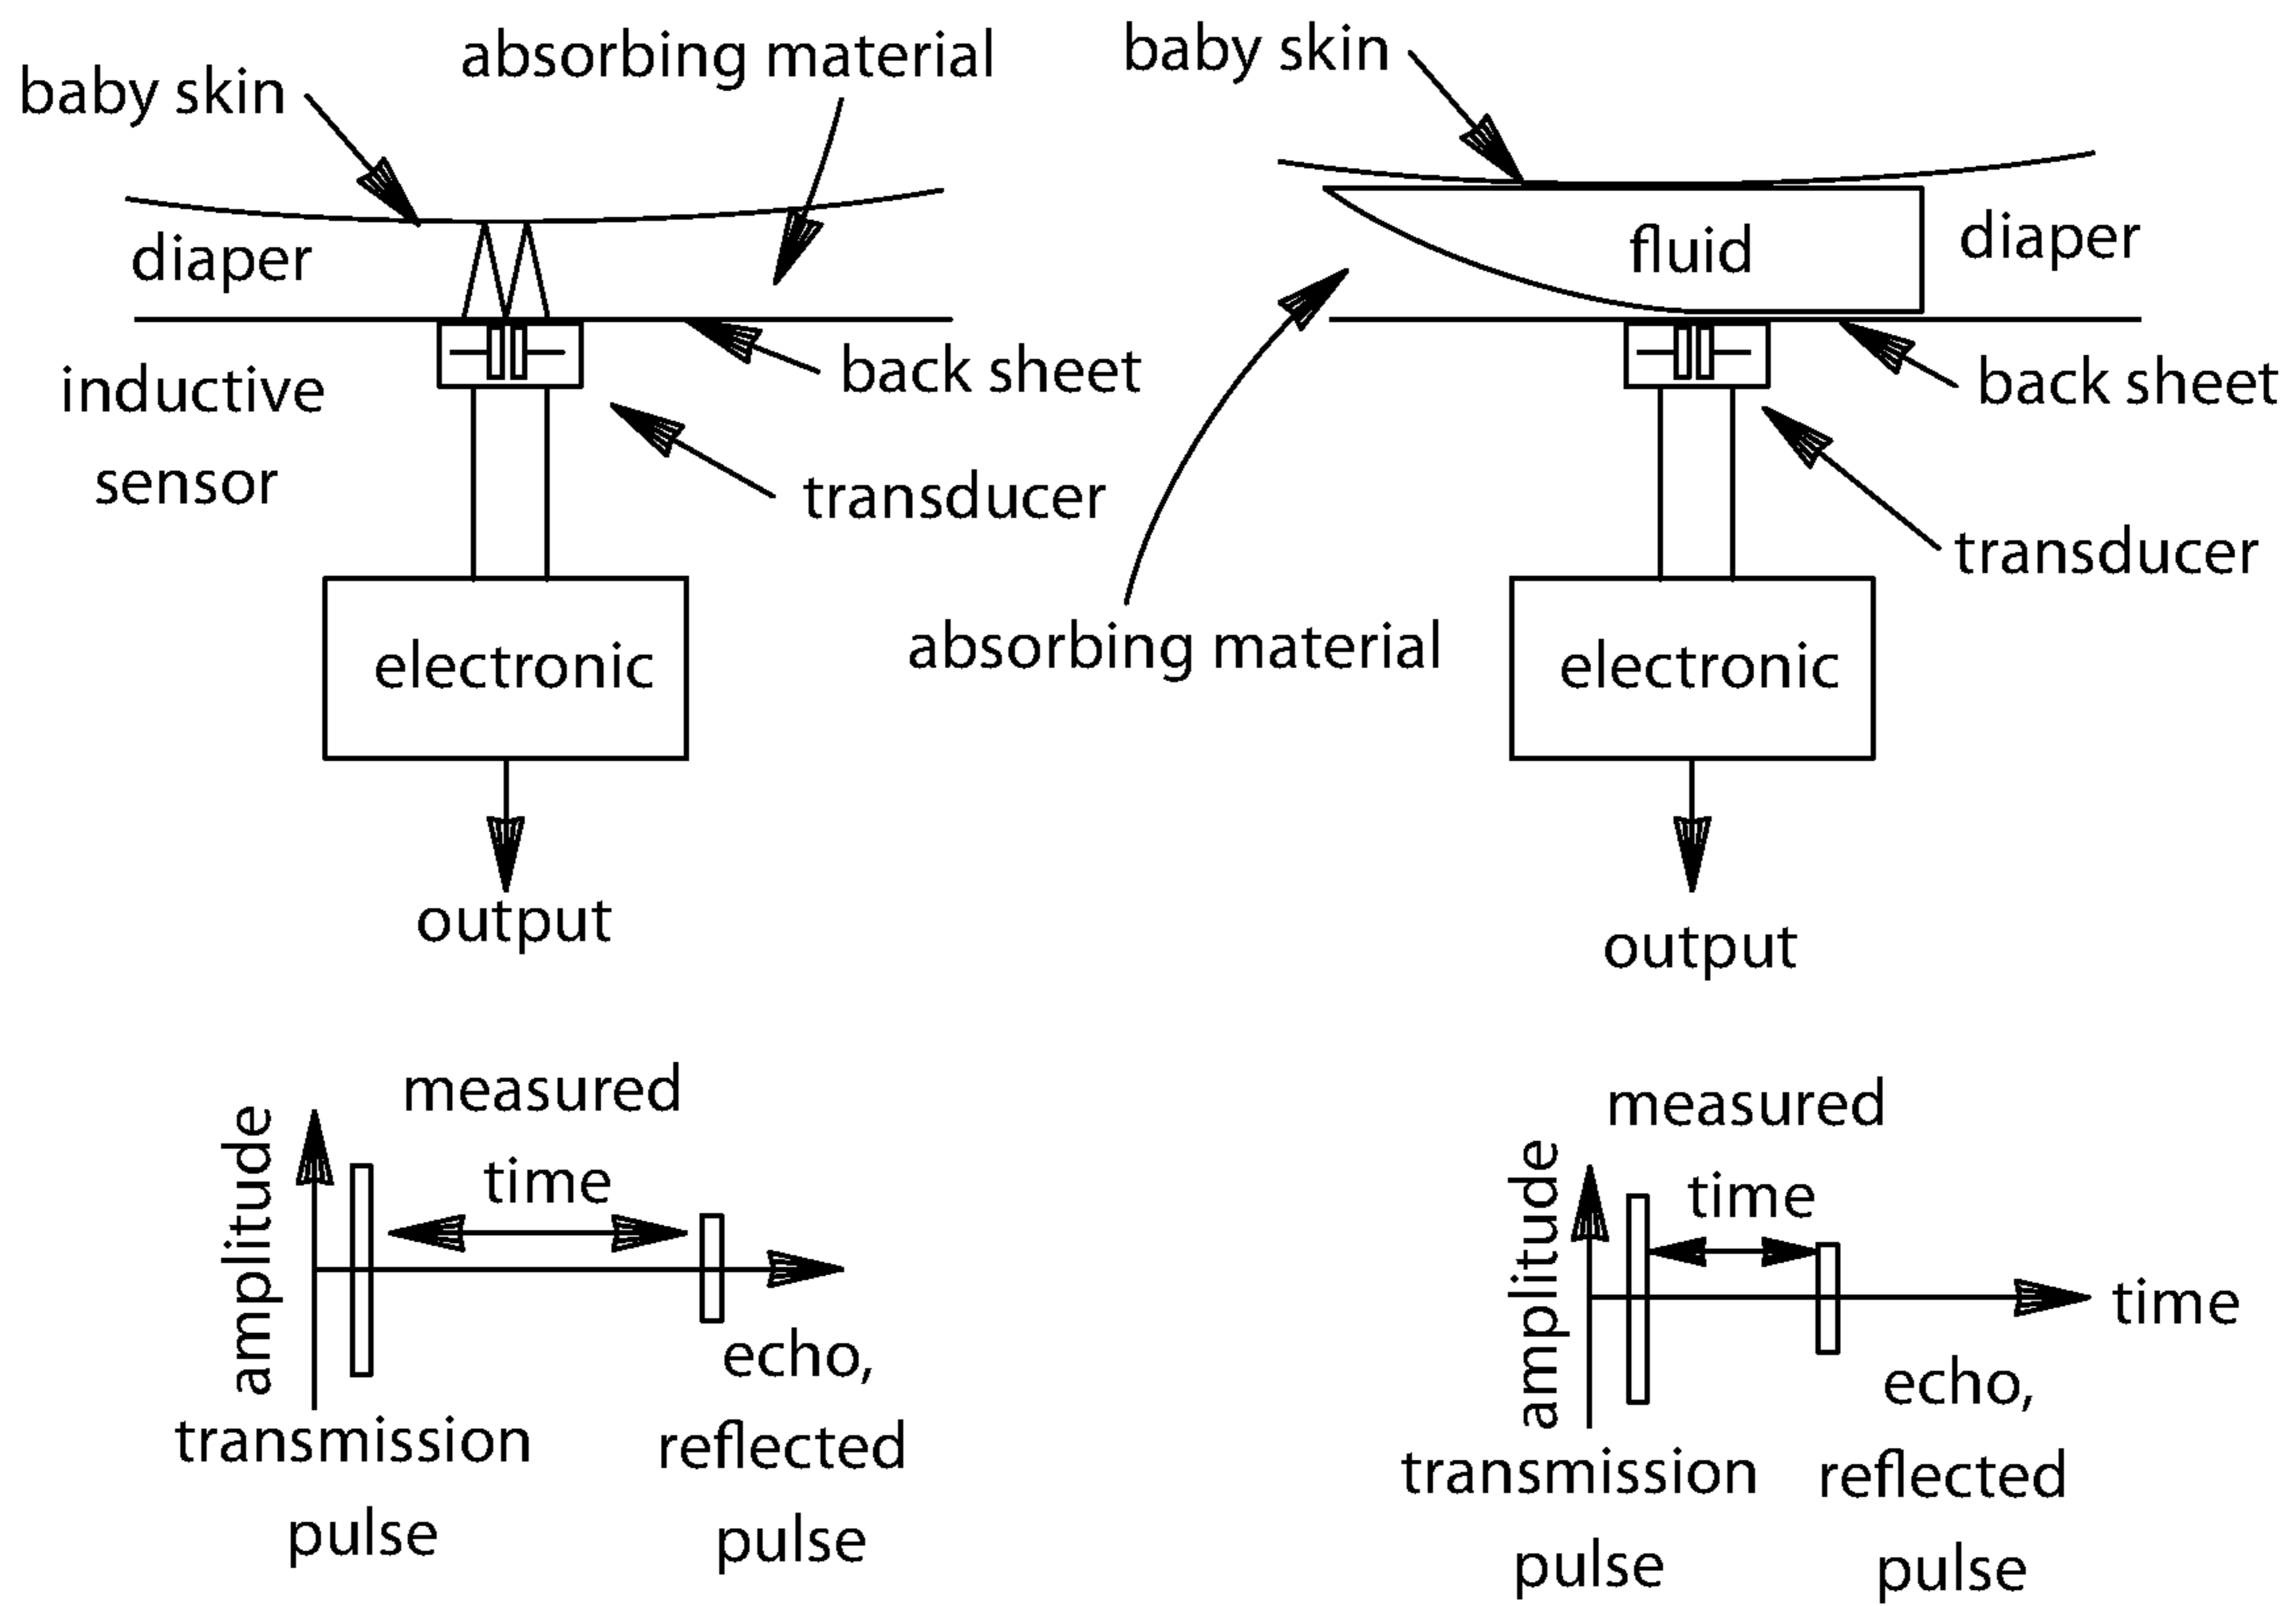 baby skin
absorbing material
diaper
inductive
sensor
back sheet
transducer
electronic
output
measured
time
amplitude
transmission
pulse
echo,
reflected
pulse
baby skin
fluid
diaper
back sheet
transducer
absorbing material
electronic
output
measured
time
amplitude
time
transmission
pulse
echo,
reflected
pulse